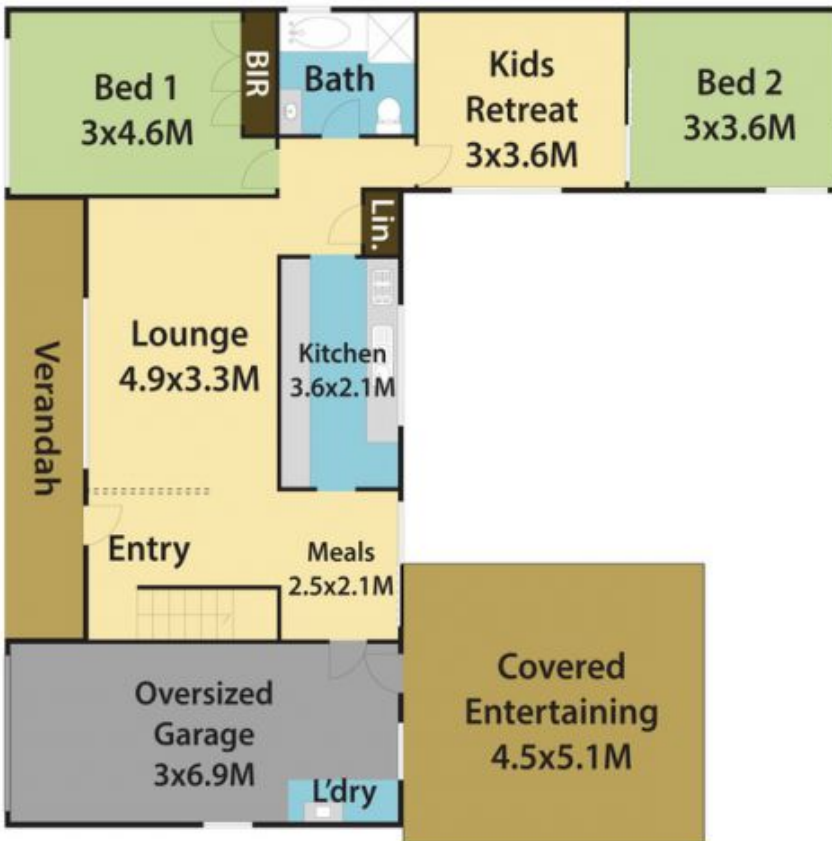 Bed 1
3x4.6M
BIR
Bath
Kids
Retreat
3x3.6M
Bed 2
3x3.6M
Lin.
Verandah
Lounge
4.9x3.3M
Kitchen
3.6x2.1M
Entry
Meals
2.5x2.1M
Oversized
Garage
3x6.9M
L'dry
Covered
Entertaining
4.5x5.1M